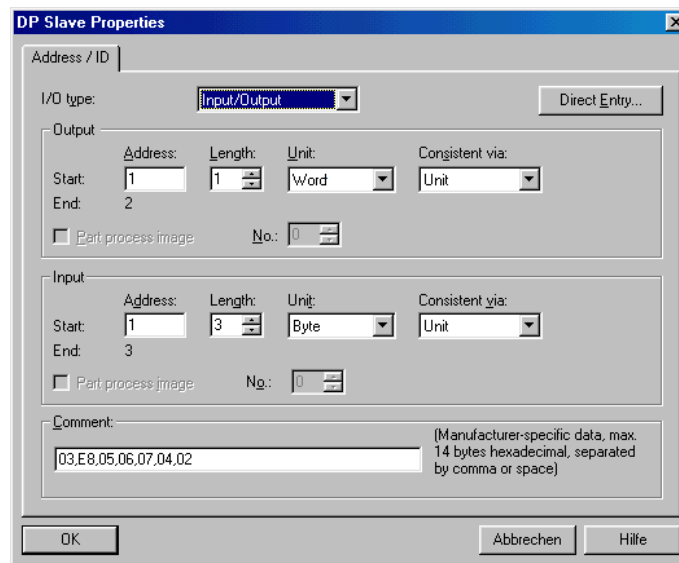 DP Slave Properties
Address / ID
I/O type: Input/Output Direct Entry...
Output
Address: Length: Unit: Consistent via:
Start: 1 1 Word Unit
End: 2
Part process image No.: 0
Input
Address: Length: Unit: Consistent via:
Start: 1 3 Byte Unit
End: 3
Part process image No.: 0
Comment:
(Manufacturer-specific data, max.
14 bytes hexadecimal, separated
by comma or space)
03,E8,05,06,07,04,02
OK Abbrechen Hilfe